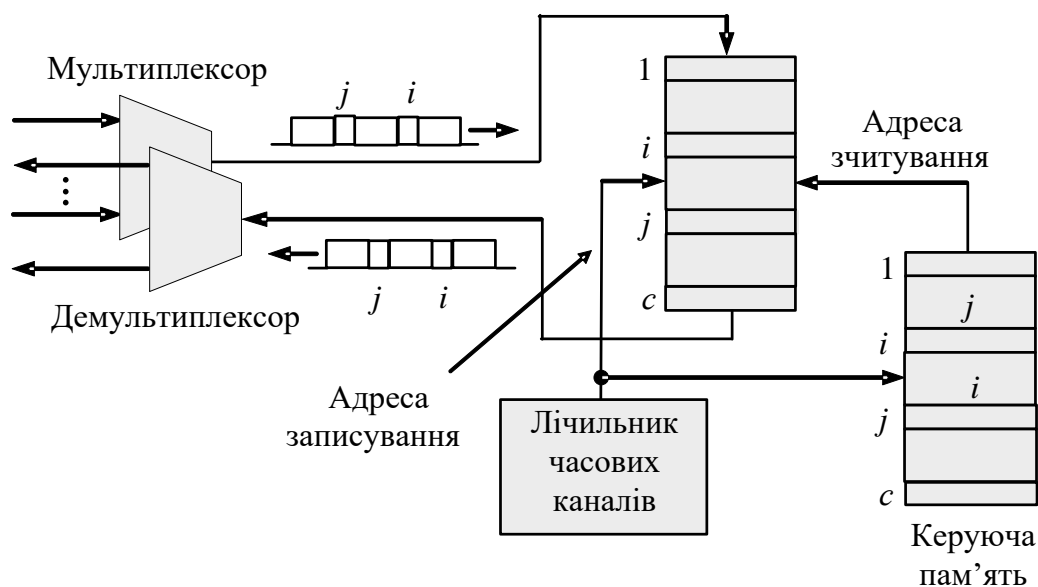 Мультиплексор
j i
1
i
j
c
Адреса
зчитування
j i
Демультиплексор
Адреса
записування
Лічильник
часових
каналів
1
j
i
i
j
c
Керуюча
пам’ять